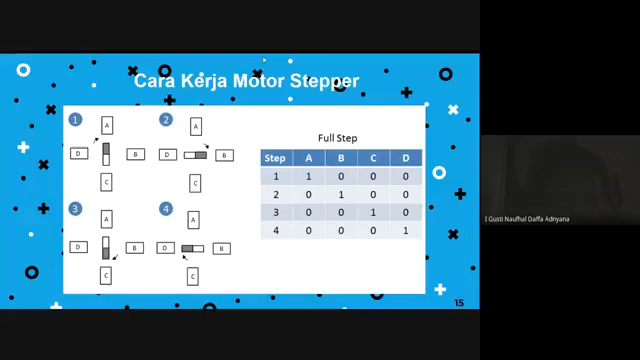 Cara Kerja Motor Stepper
1
A
D
B
C
2
A
D
B
C
3
A
D
B
C
4
A
D
B
C
Full Step
Step A B C D
1 1 0 0 0
2 0 1 0 0
3 0 0 1 0
4 0 0 0 1
15
I Gusti Naufhal Daffa Adnyana